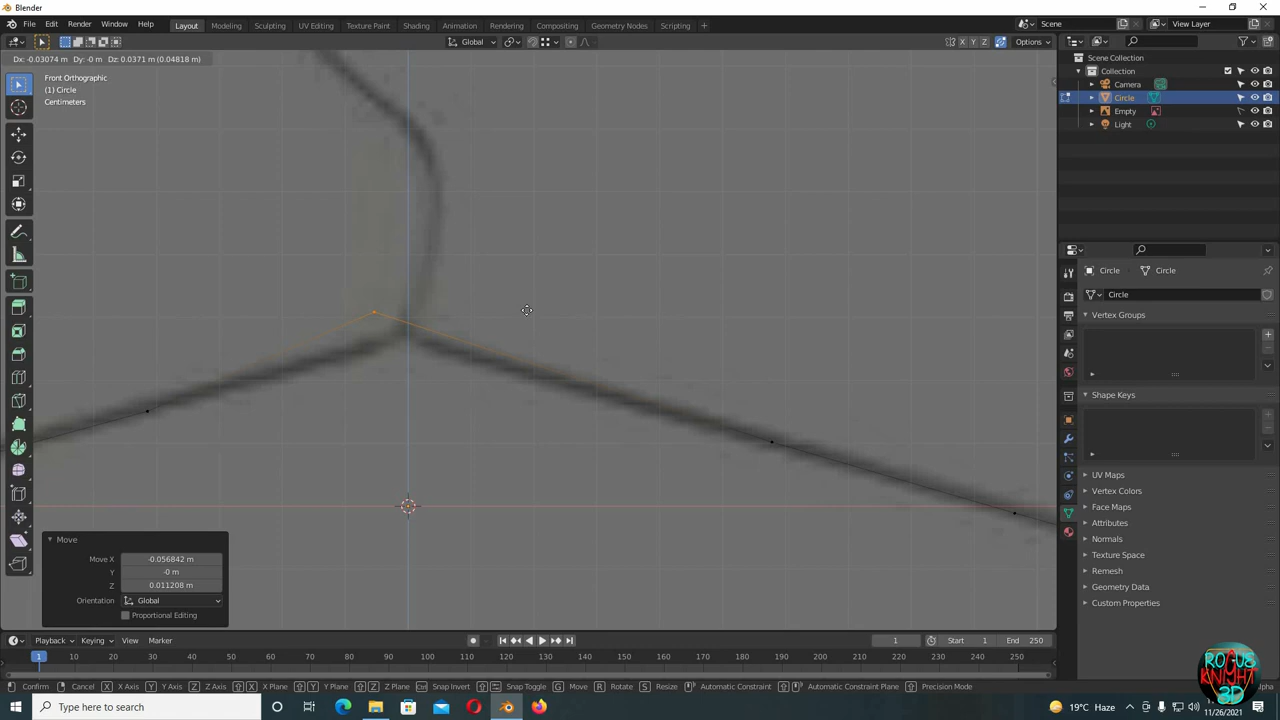 Blender
File Edit Render Window Help Layout Modeling Sculpting UV Editing Texture Paint Shading Animation Rendering Compositing Geometry Nodes Scripting + Scene View Layer
Global X Y Z Options
Dx: -0.03074 m Dy: -0 m Dz: 0.0371 m (0.04818 m)
Front Orthographic
(1) Circle
Centimeters
Scene Collection
Collection
Camera
Circle
Empty
Light
Circle Circle
Circle
Vertex Groups
Shape Keys
UV Maps
Vertex Colors
Face Maps
Attributes
Normals
Texture Space
Remesh
Geometry Data
Custom Properties
Move
Move X -0.056842 m
Y -0 m
Z 0.011208 m
Orientation Global
Proportional Editing
Playback Keying View Marker 1 Start 1 End 250
1 10 20 30 40 50 60 70 80 90 100 110 120 130 140 150 160 170 180 190 200 210 220 230 240 250
Confirm Cancel X X Axis Y Y Axis Z Z Axis X X Plane Y Y Plane Z Z Plane Ctrl Snap Invert Snap Toggle G Move R Rotate S Resize Automatic Constraint Automatic Constraint Plane Precision Mode
ROGUE
KNIGHT
3D
Type here to search 19°C Haze
11/26/2021